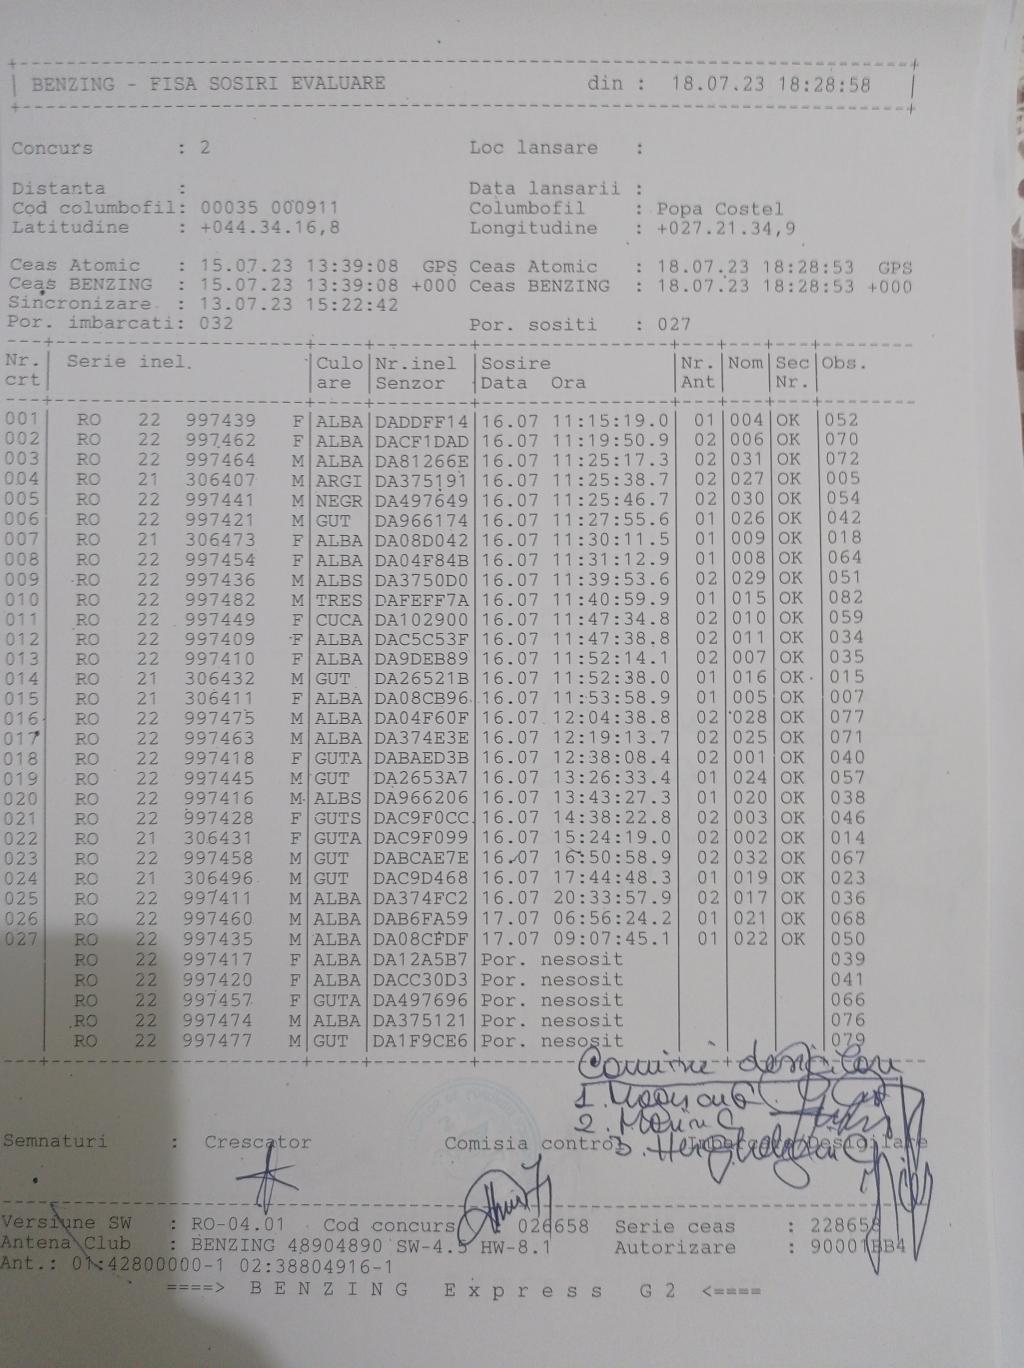 BENZING - FISA SOSIRI EVALUARE din : 18.07.23 18:28:58
Concurs : 2 Loc lansare :
Distanta : Data lansarii :
Cod columbofil: 00035 000911 Columbofil : Popa Costel
Latitudine : +044.34.16,8 Longitudine : +027.21.34,9
Ceas Atomic : 15.07.23 13:39:08 GPS Ceas Atomic : 18.07.23 18:28:53 GPS
Ceas BENZING : 15.07.23 13:39:08 +000 Ceas BENZING : 18.07.23 18:28:53 +000
Sincronizare : 13.07.23 15:22:42
Por. imbarcati: 032 Por. sositi : 027
Nr. Serie inel. Culo Nr.inel Sosire Nr. Nom Sec Obs.
crt are Senzor Data Ora Ant Nr.
001 RO 22 997439 F ALBA DADDFF14 16.07 11:15:19.0 01 004 OK 052
002 RO 22 997462 F ALBA DACF1DAD 16.07 11:19:50.9 02 006 OK 070
003 RO 22 997464 M ALBA DA81266E 16.07 11:25:17.3 02 031 OK 072
004 RO 21 306407 M ARGI DA375191 16.07 11:25:38.7 02 027 OK 005
005 RO 22 997441 M NEGR DA497649 16.07 11:25:46.7 02 030 OK 054
006 RO 22 997421 M GUT DA966174 16.07 11:27:55.6 01 026 OK 042
007 RO 21 306473 F ALBA DA08D042 16.07 11:30:11.5 01 009 OK 018
008 RO 22 997454 F ALBA DA04F84B 16.07 11:31:12.9 01 008 OK 064
009 RO 22 997436 M ALBS DA3750D0 16.07 11:39:53.6 02 029 OK 051
010 RO 22 997482 M TRES DAFEFF7A 16.07 11:40:59.9 01 015 OK 082
011 RO 22 997449 F CUCA DA102900 16.07 11:47:34.8 02 010 OK 059
012 RO 22 997409 F ALBA DAC5C53F 16.07 11:47:38.8 02 011 OK 034
013 RO 22 997410 F ALBA DA9DEB89 16.07 11:52:14.1 02 007 OK 035
014 RO 21 306432 M GUT DA26521B 16.07 11:52:38.0 01 016 OK 015
015 RO 21 306411 F ALBA DA08CB96 16.07 11:53:58.9 01 005 OK 007
016 RO 22 997475 M ALBA DA04F60F 16.07 12:04:38.8 02 028 OK 077
017 RO 22 997463 M ALBA DA374E3E 16.07 12:19:13.7 02 025 OK 071
018 RO 22 997418 F GUTA DABAED3B 16.07 12:38:08.4 02 001 OK 040
019 RO 22 997445 M GUT DA2653A7 16.07 13:26:33.4 01 024 OK 057
020 RO 22 997416 M ALBS DA966206 16.07 13:43:27.3 01 020 OK 038
021 RO 22 997428 F GUTS DAC9F0CC 16.07 14:38:22.8 02 003 OK 046
022 RO 21 306431 F GUTA DAC9F099 16.07 15:24:19.0 02 002 OK 014
023 RO 22 997458 M GUT DABCAE7E 16.07 16:50:58.9 02 032 OK 067
024 RO 21 306496 M GUT DAC9D468 16.07 17:44:48.3 01 019 OK 023
025 RO 22 997411 M ALBA DA374FC2 16.07 20:33:57.9 02 017 OK 036
026 RO 22 997460 M ALBA DAB6FA59 17.07 06:56:24.2 01 021 OK 068
027 RO 22 997435 M ALBA DA08CFDF 17.07 09:07:45.1 01 022 OK 050
RO 22 997417 F ALBA DA12A5B7 Por. nesosit 039
RO 22 997420 F ALBA DACC30D3 Por. nesosit 041
RO 22 997457 F GUTA DA497696 Por. nesosit 066
RO 22 997474 M ALBA DA375121 Por. nesosit 076
RO 22 997477 M GUT DA1F9CE6 Por. nesosit 079
1.
2. Marin
Semnaturi : Crescator Comisia control 3.
Versiune SW : RO-04.01 Cod concurs 026658 Serie ceas : 228658
Antena Club : BENZING 48904890 SW-4.5 HW-8.1 Autorizare : 90001BB4
Ant.: 01:42800000-1 02:38804916-1
====> B E N Z I N G E x p r e s s G 2 <====